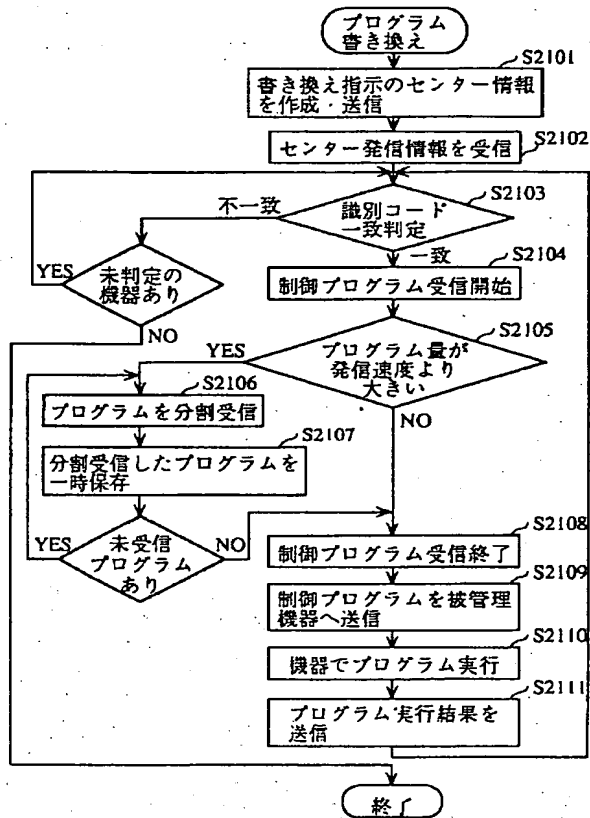 プログラム
書き換え
S2101
書き換え指示のセンター情報
を作成・送信
センター発信情報を受信
S2102
S2103
不一致
識別コード
一致判定
一致
S2104
YES
未判定の
機器あり
制御プログラム受信開始
NO
S2105
YES
プログラム量が
発信速度より
大きい
S2106
プログラムを分割受信
NO
S2107
分割受信したプログラムを
一時保存
YES
未受信
プログラム
あり
NO
S2108
制御プログラム受信終了
S2109
制御プログラムを被管理
機器へ送信
S2110
機器でプログラム実行
S2111
プログラム実行結果を
送信
終了